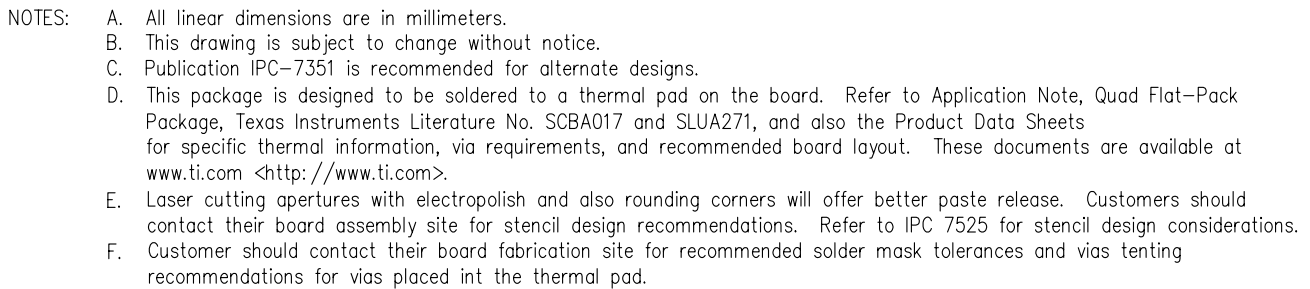 NOTES: A. All linear dimensions are in millimeters.
B. This drawing is subject to change without notice.
C. Publication IPC-7351 is recommended for alternate designs.
D. This package is designed to be soldered to a thermal pad on the board. Refer to Application Note, Quad Flat-Pack
Package, Texas Instruments Literature No. SCBA017 and SLUA271, and also the Product Data Sheets
for specific thermal information, via requirements, and recommended board layout. These documents are available at
www.ti.com <http://www.ti.com>.
E. Laser cutting apertures with electropolish and also rounding corners will offer better paste release. Customers should
contact their board assembly site for stencil design recommendations. Refer to IPC 7525 for stencil design considerations.
F. Customer should contact their board fabrication site for recommended solder mask tolerances and vias tenting
recommendations for vias placed int the thermal pad.